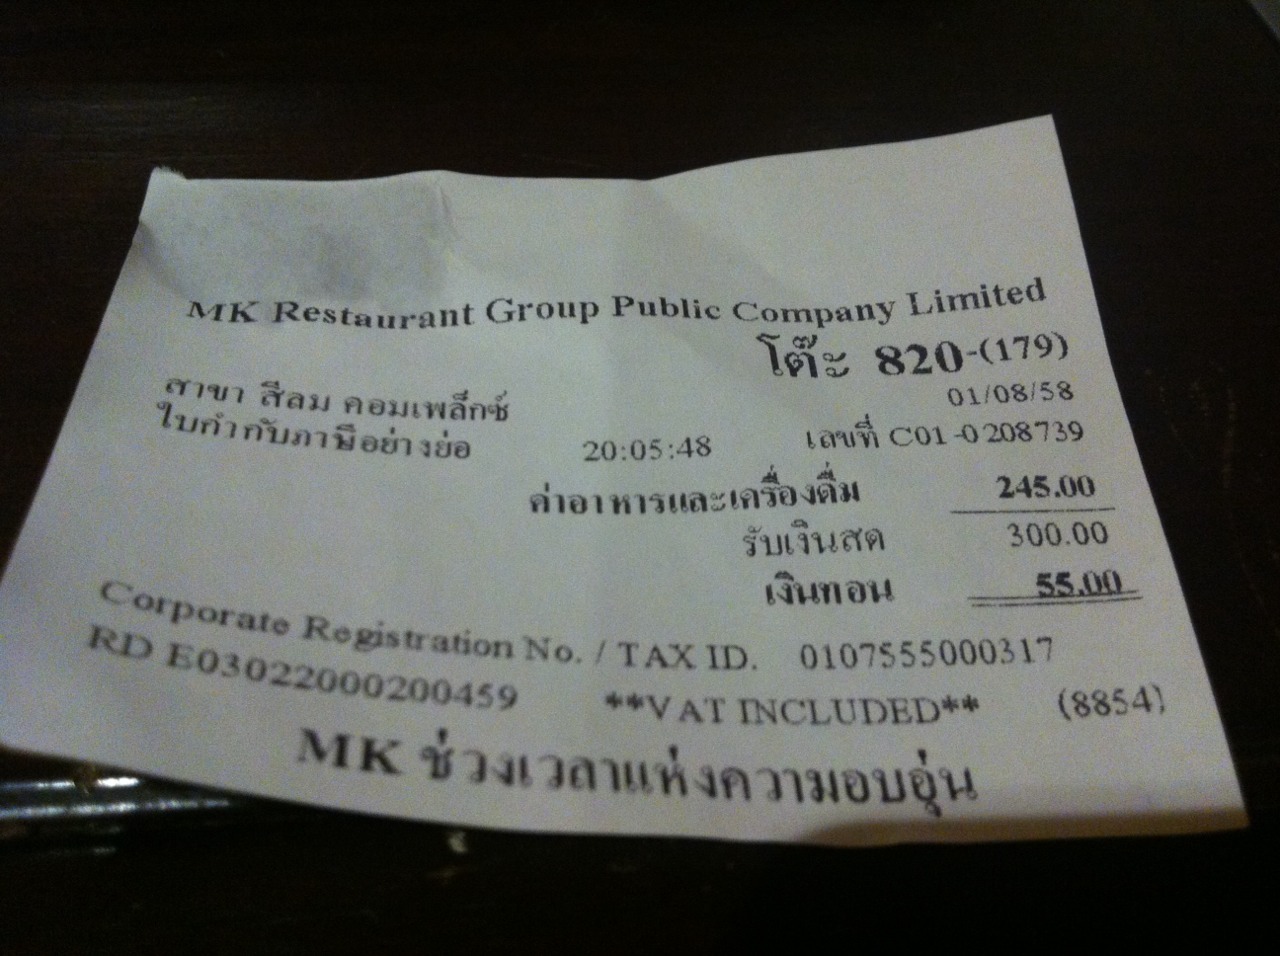 MK Restaurant Group Public Company Limited
โต๊ะ 820-(179)
สาขา สีลม คอมเพล็กซ์ 01/08/58
ใบกำกับภาษีอย่างย่อ 20:05:48 เลขที่ C01-0208739
ค่าอาหารและเครื่องดื่ม 245.00
รับเงินสด 300.00
เงินทอน 55.00
Corporate Registration No. / TAX ID. 0107555000317
RD E03022000200459 **VAT INCLUDED** (8854)
MK ช่วงเวลาแห่งความอบอุ่น